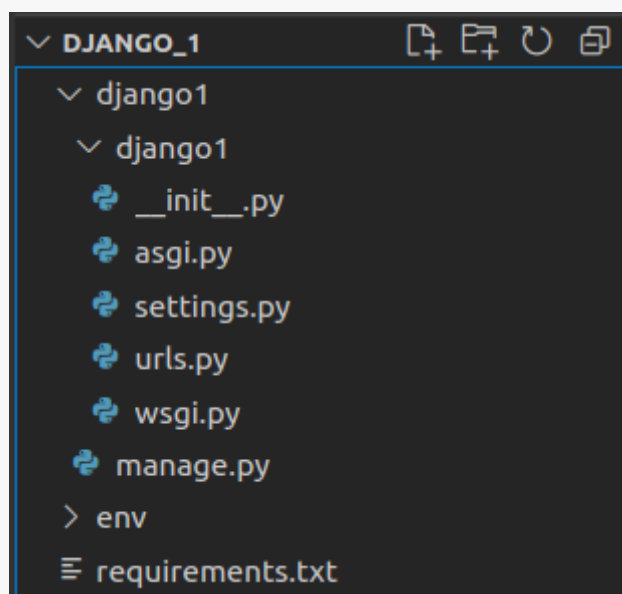 DJANGO_1
django1
django1
__init__.py
asgi.py
settings.py
urls.py
wsgi.py
manage.py
env
requirements.txt